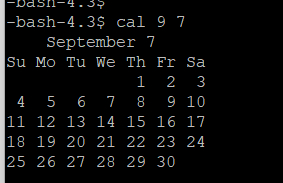 -bash-4.3$
-bash-4.3$ cal 9 7
   September 7
Su Mo Tu We Th Fr Sa
             1  2  3
 4  5  6  7  8  9 10
11 12 13 14 15 16 17
18 19 20 21 22 23 24
25 26 27 28 29 30